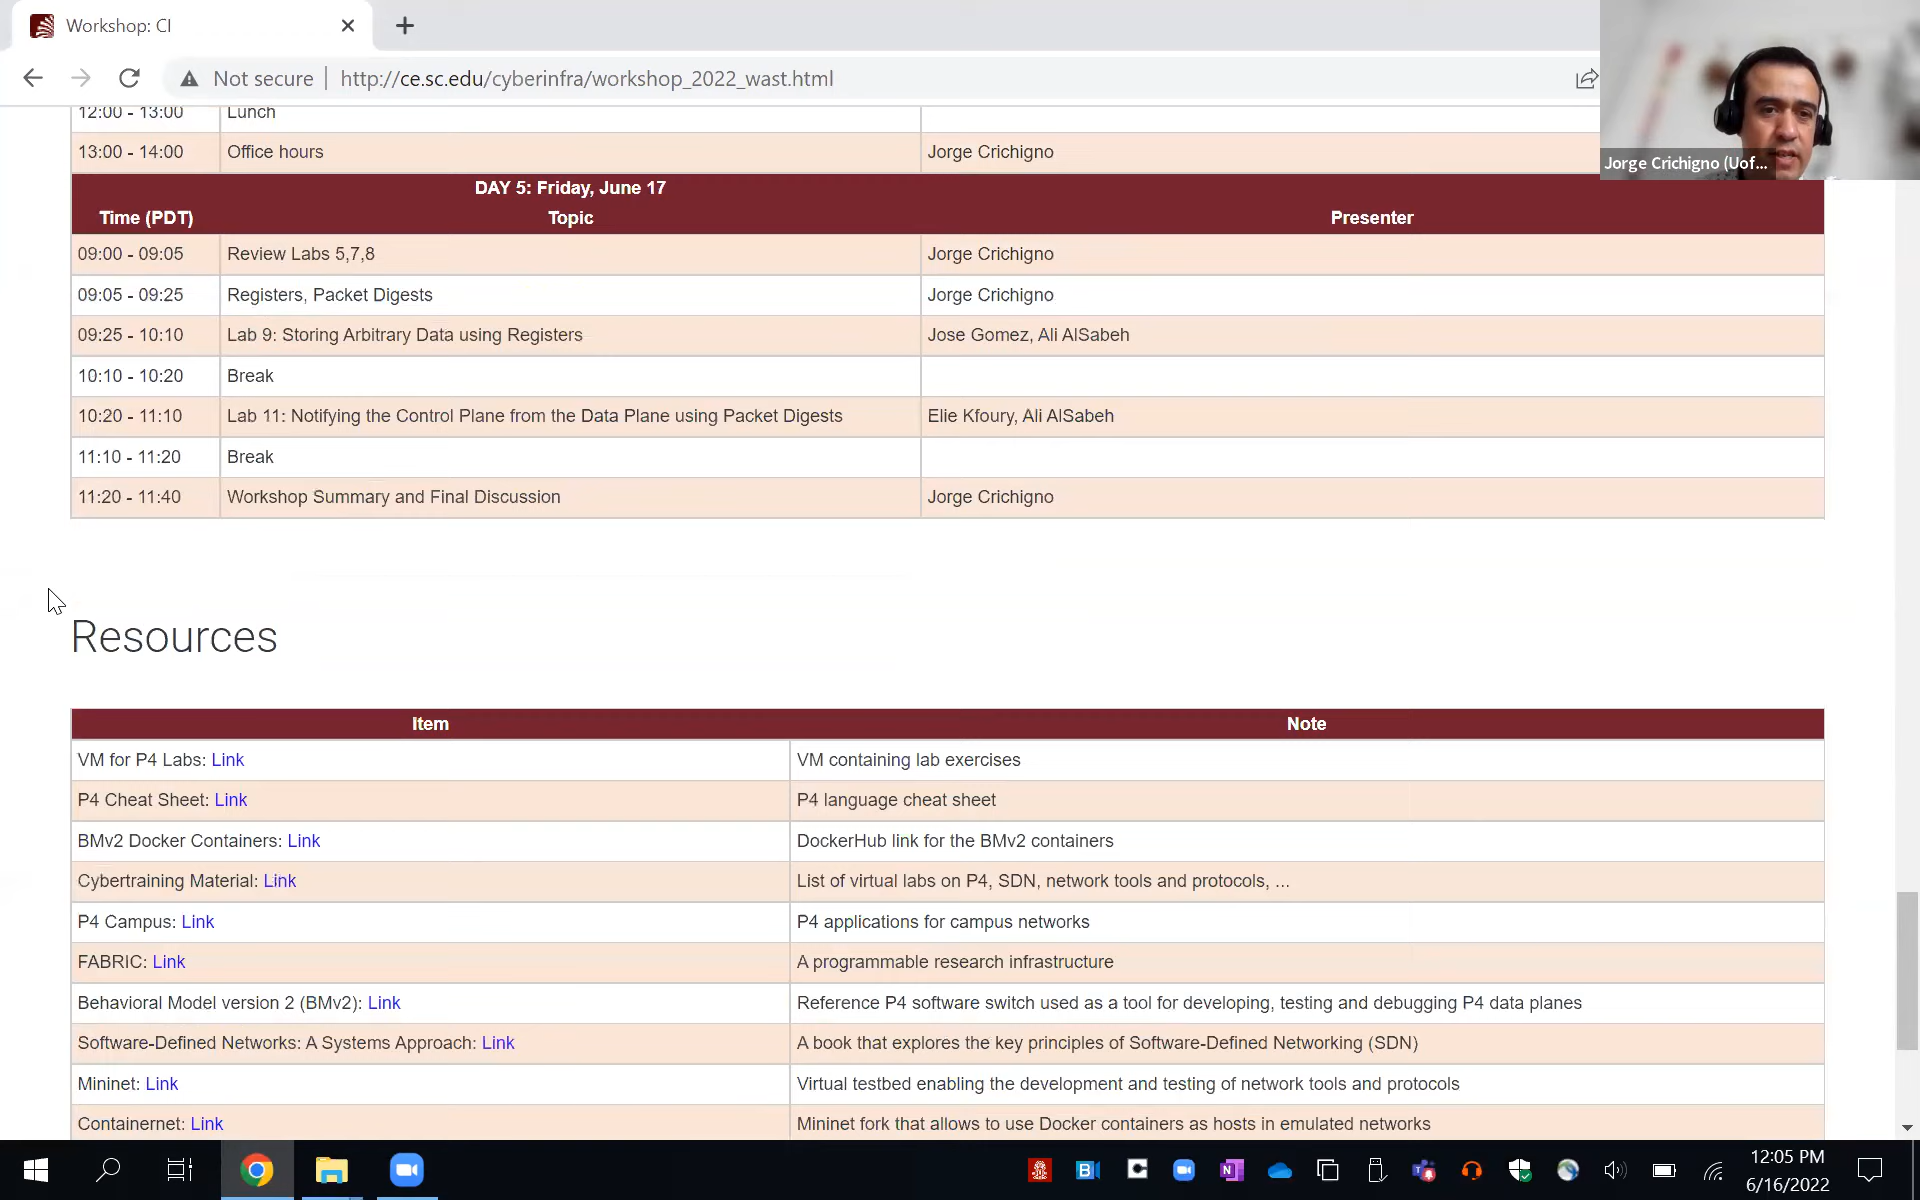 Workshop: CI
Not secure
http://ce.sc.edu/cyberinfra/workshop_2022_wast.html
Jorge Crichigno (Uof...
12:00 - 13:00 Lunch
13:00 - 14:00 Office hours Jorge Crichigno
DAY 5: Friday, June 17
Time (PDT) Topic Presenter
09:00 - 09:05 Review Labs 5,7,8 Jorge Crichigno
09:05 - 09:25 Registers, Packet Digests Jorge Crichigno
09:25 - 10:10 Lab 9: Storing Arbitrary Data using Registers Jose Gomez, Ali AlSabeh
10:10 - 10:20 Break
10:20 - 11:10 Lab 11: Notifying the Control Plane from the Data Plane using Packet Digests Elie Kfoury, Ali AlSabeh
11:10 - 11:20 Break
11:20 - 11:40 Workshop Summary and Final Discussion Jorge Crichigno
Resources
Item Note
VM for P4 Labs: Link VM containing lab exercises
P4 Cheat Sheet: Link P4 language cheat sheet
BMv2 Docker Containers: Link DockerHub link for the BMv2 containers
Cybertraining Material: Link List of virtual labs on P4, SDN, network tools and protocols, ...
P4 Campus: Link P4 applications for campus networks
FABRIC: Link A programmable research infrastructure
Behavioral Model version 2 (BMv2): Link Reference P4 software switch used as a tool for developing, testing and debugging P4 data planes
Software-Defined Networks: A Systems Approach: Link A book that explores the key principles of Software-Defined Networking (SDN)
Mininet: Link Virtual testbed enabling the development and testing of network tools and protocols
Containernet: Link Mininet fork that allows to use Docker containers as hosts in emulated networks
12:05 PM
6/16/2022